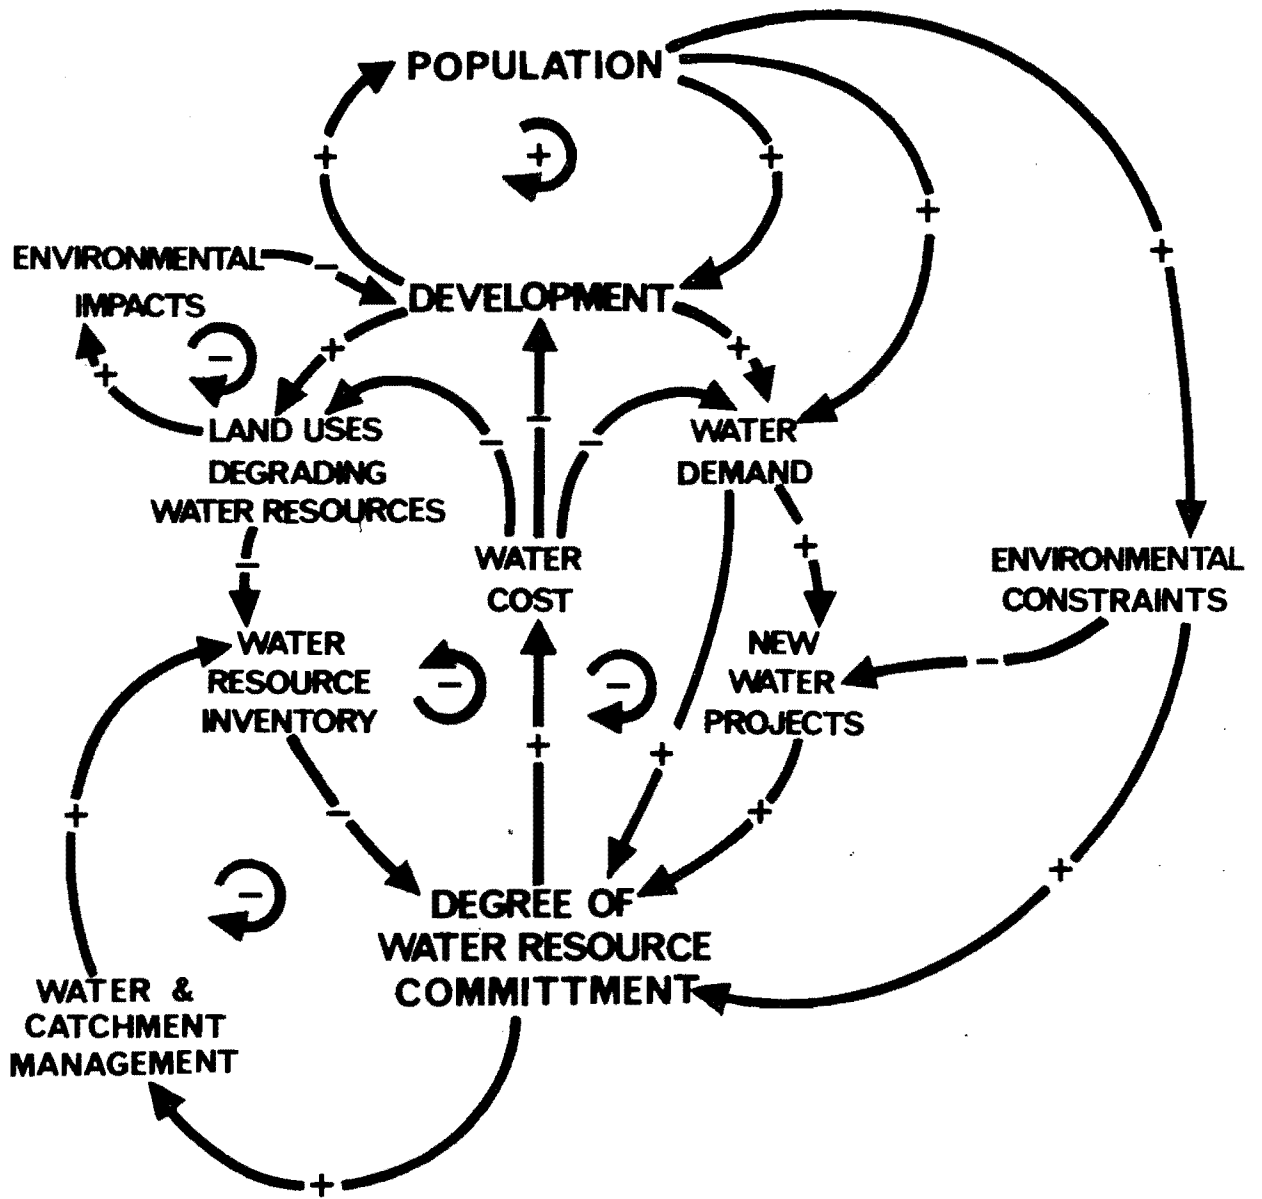 POPULATION
+
+
+
+
+
ENVIRONMENTAL
IMPACTS
−
DEVELOPMENT
−
+
+
+
−
−
−
LAND USES
DEGRADING
WATER RESOURCES
WATER
DEMAND
−
+
WATER
COST
ENVIRONMENTAL
CONSTRAINTS
WATER
RESOURCE
INVENTORY
−
−
NEW
WATER
PROJECTS
−
+
+
+
−
+
+
−
DEGREE OF
WATER RESOURCE
COMMITTMENT
WATER &
CATCHMENT
MANAGEMENT
+